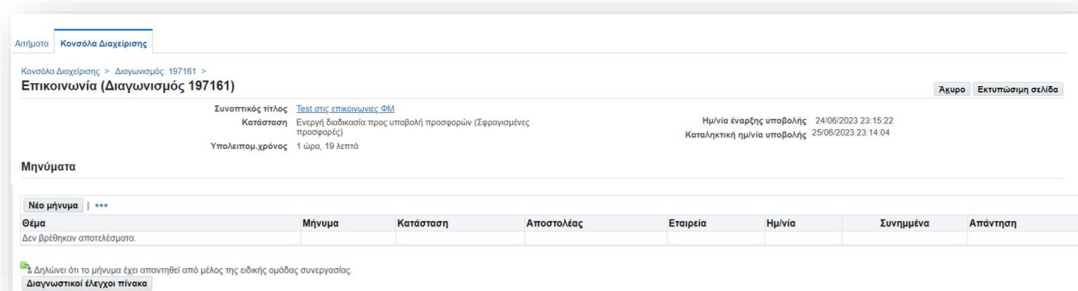 Αιτήματα Κονσόλα Διαχείρισης
Κονσόλα Διαχείρισης > Διαγωνισμός: 197161 >
Επικοινωνία (Διαγωνισμός 197161)
Άκυρο Εκτυπώσιμη σελίδα
Συνοπτικός τίτλος Test στις επικοινωνιες ΦΜ
Κατάσταση Ενεργή διαδικασία προς υποβολή προσφορών (Σφραγισμένες
προσφορές)
Υπολειπομ.χρόνος 1 ώρα, 19 λεπτά
Ημ/νία έναρξης υποβολής 24/06/2023 23:15:22
Καταληκτική ημ/νία υποβολής 25/06/2023 23:14:04
Μηνύματα
Νέο μήνυμα | •••
Θέμα Μήνυμα Κατάσταση Αποστολέας Εταιρεία Ημ/νία Συνημμένα Απάντηση
Δεν βρέθηκαν αποτελέσματα.
Δηλώνει ότι το μήνυμα έχει απαντηθεί από μέλος της ειδικής ομάδας συνεργασίας.
Διαγνωστικοί έλεγχοι πίνακα